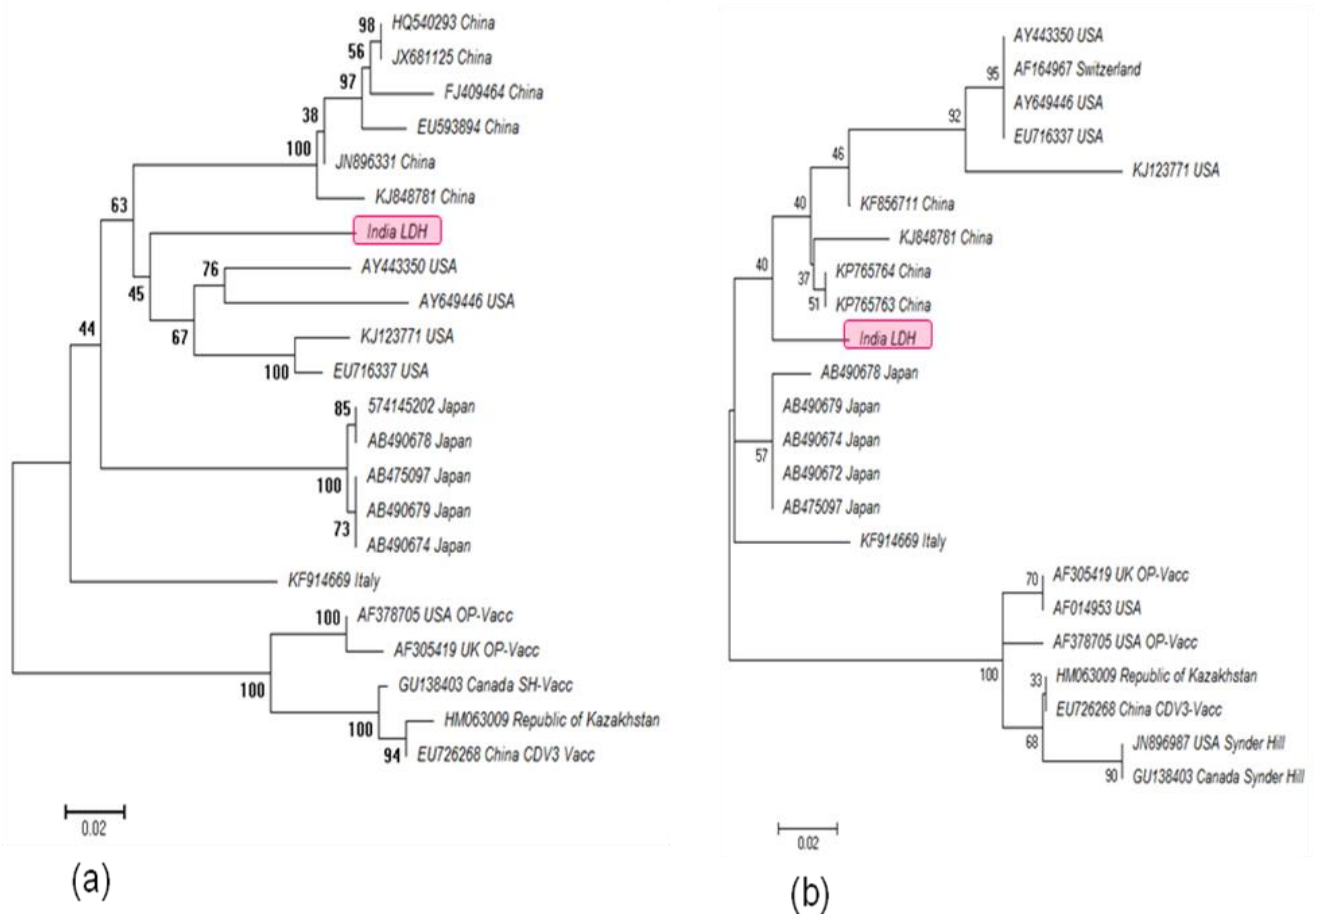 98
HQ540293 China
JX681125 China
56
FJ409464 China
97
EU593894 China
38
100
JN896331 China
KJ848781 China
63
India LDH
76
AY443350 USA
45
AY649446 USA
67
KJ123771 USA
44
100
EU716337 USA
85
574145202 Japan
AB490678 Japan
AB475097 Japan
100
AB490679 Japan
73
AB490674 Japan
KF914669 Italy
100
AF378705 USA OP-Vacc
AF305419 UK OP-Vacc
100
GU138403 Canada SH-Vacc
HM063009 Republic of Kazakhstan
100
94
EU726268 China CDV3 Vacc
0.02
(a)
AY443350 USA
95
AF164967 Switzerland
AY649446 USA
92
EU716337 USA
46
KJ123771 USA
KF856711 China
40
KJ848781 China
40
KP765764 China
37
51
KP765763 China
India LDH
AB490678 Japan
AB490679 Japan
AB490674 Japan
57
AB490672 Japan
AB475097 Japan
KF914669 Italy
70
AF305419 UK OP-Vacc
AF014953 USA
AF378705 USA OP-Vacc
100
33
HM063009 Republic of Kazakhstan
EU726268 China CDV3-Vacc
68
JN896987 USA Synder Hill
90
GU138403 Canada Synder Hill
0.02
(b)